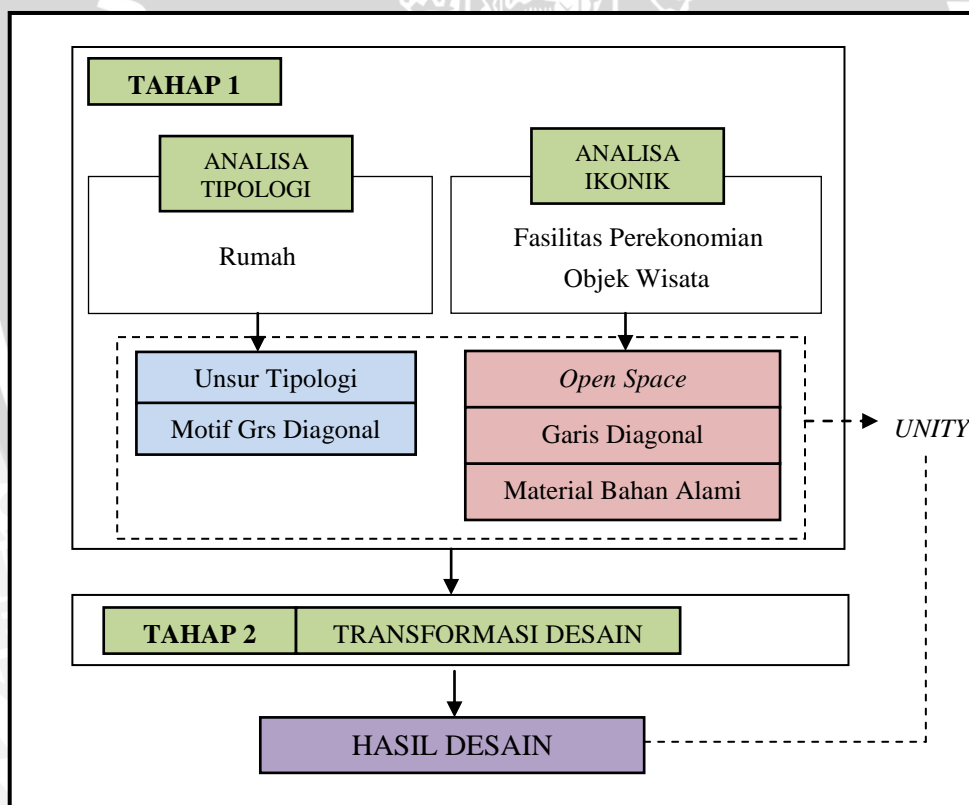 TAHAP 1
ANALISA
TIPOLOGI
Rumah
ANALISA
IKONIK
Fasilitas Perekonomian
Objek Wisata
Unsur Tipologi
Motif Grs Diagonal
Open Space
Garis Diagonal
Material Bahan Alami
UNITY
TAHAP 2
TRANSFORMASI DESAIN
HASIL DESAIN